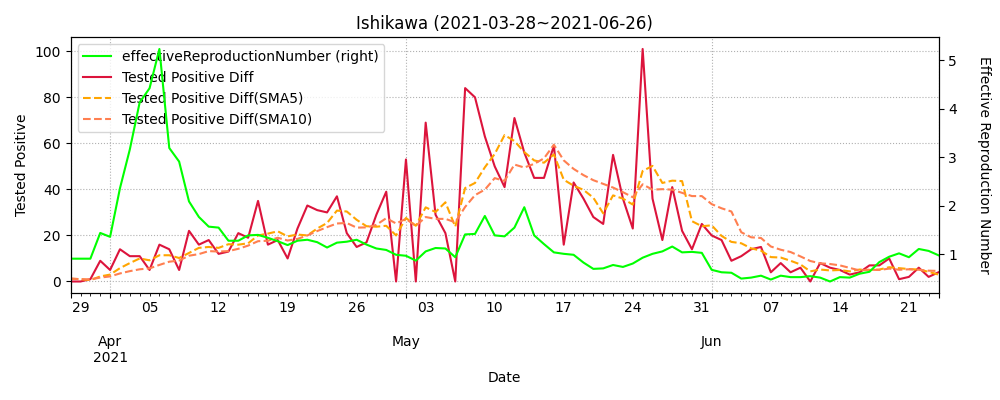 Ishikawa (2021-03-28~2021-06-26)
effectiveReproductionNumber (right)
Tested Positive Diff
Tested Positive Diff(SMA5)
Tested Positive Diff(SMA10)
Tested Positive
100
80
60
40
20
0
Effective Reproduction Number
5
4
3
2
1
29 05 12 19 26 03 10 17 24 31 07 14 21
Apr May Jun
2021
Date